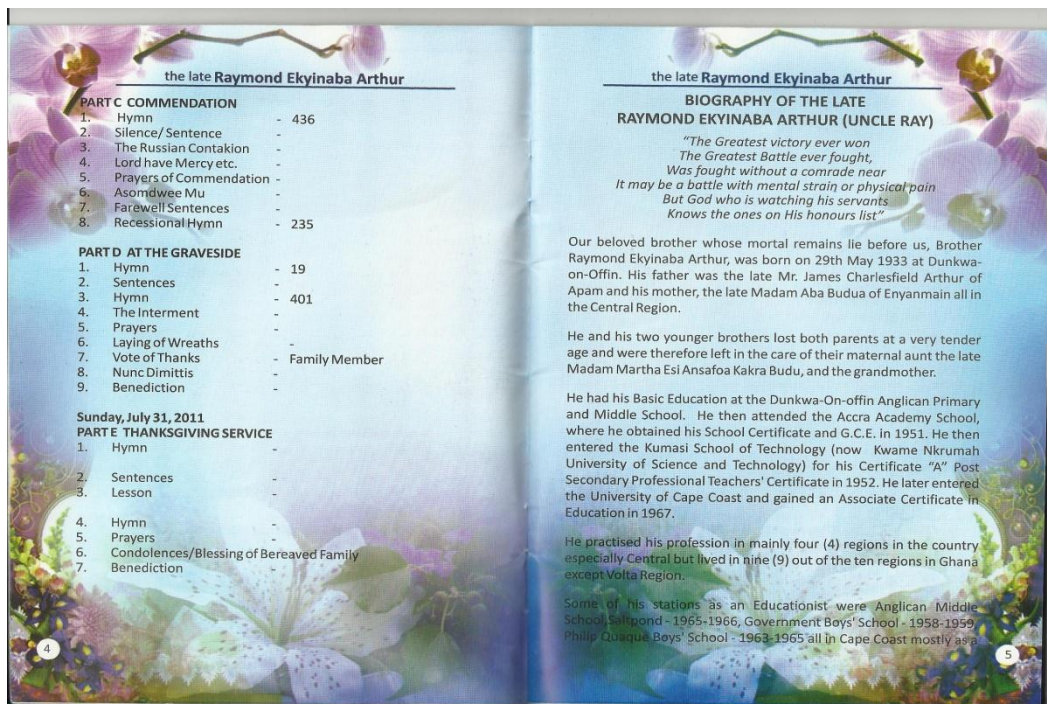 the late Raymond Ekyinaba Arthur
PART C COMMENDATION
1. Hymn - 436
2. Silence/ Sentence -
3. The Russian Contakion -
4. Lord have Mercy etc. -
5. Prayers of Commendation -
6. Asomdwee Mu -
7. Farewell Sentences -
8. Recessional Hymn - 235
PART D AT THE GRAVESIDE
1. Hymn - 19
2. Sentences -
3. Hymn - 401
4. The Interment -
5. Prayers -
6. Laying of Wreaths -
7. Vote of Thanks - Family Member
8. Nunc Dimittis -
9. Benediction -
Sunday, July 31, 2011
PART E THANKSGIVING SERVICE
1. Hymn -
2. Sentences -
3. Lesson -
4. Hymn -
5. Prayers -
6. Condolences/Blessing of Bereaved Family
7. Benediction -
4
the late Raymond Ekyinaba Arthur
BIOGRAPHY OF THE LATE
RAYMOND EKYINABA ARTHUR (UNCLE RAY)
"The Greatest victory ever won
The Greatest Battle ever fought,
Was fought without a comrade near
It may be a battle with mental strain or physical pain
But God who is watching his servants
Knows the ones on His honours list"
Our beloved brother whose mortal remains lie before us, Brother
Raymond Ekyinaba Arthur, was born on 29th May 1933 at Dunkwa-
on-Offin. His father was the late Mr. James Charlesfield Arthur of
Apam and his mother, the late Madam Aba Budua of Enyanmain all in
the Central Region.
He and his two younger brothers lost both parents at a very tender
age and were therefore left in the care of their maternal aunt the late
Madam Martha Esi Ansafoa Kakra Budu, and the grandmother.
He had his Basic Education at the Dunkwa-On-offin Anglican Primary
and Middle School. He then attended the Accra Academy School,
where he obtained his School Certificate and G.C.E. in 1951. He then
entered the Kumasi School of Technology (now Kwame Nkrumah
University of Science and Technology) for his Certificate "A" Post
Secondary Professional Teachers' Certificate in 1952. He later entered
the University of Cape Coast and gained an Associate Certificate in
Education in 1967.
He practised his profession in mainly four (4) regions in the country
especially Central but lived in nine (9) out of the ten regions in Ghana
except Volta Region.
Some of his stations as an Educationist were Anglican Middle
School,Saltpond - 1965-1966, Government Boys' School - 1958-1959,
Philip Quaque Boys' School - 1963-1965 all in Cape Coast mostly as a
5